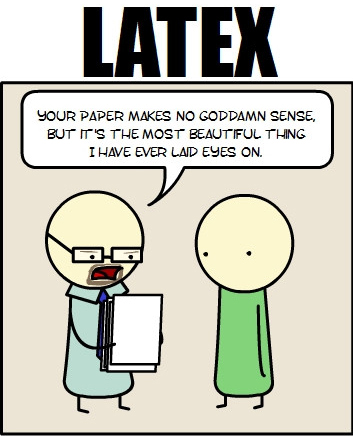 LATEX
YOUR PAPER MAKES NO GODDAMN SENSE,
BUT IT'S THE MOST BEAUTIFUL THING
I HAVE EVER LAID EYES ON.